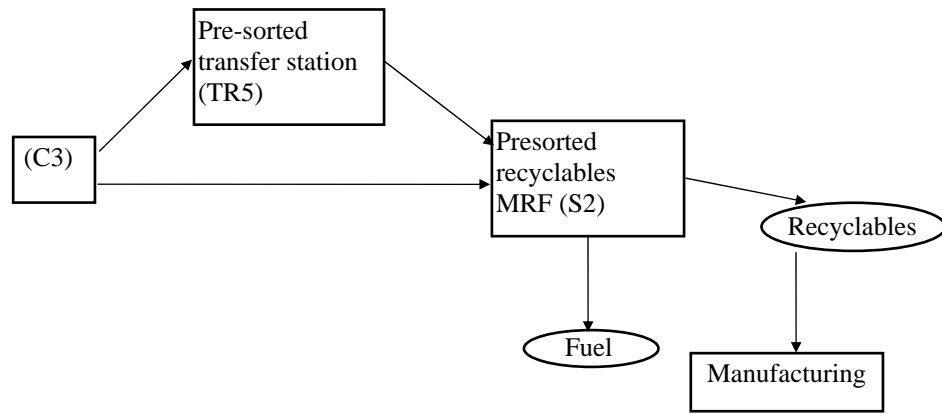 Pre-sorted
transfer station
(TR5)
(C3)
Presorted
recyclables
MRF (S2)
Recyclables
Fuel
Manufacturing